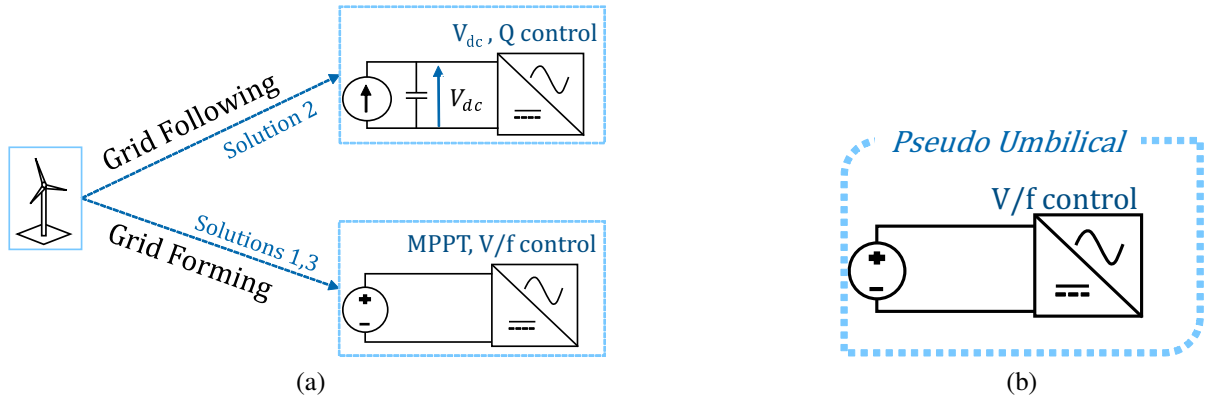 V_dc , Q control
V_dc
Grid Following
Solution 2
Solutions 1,3
Grid Forming
MPPT, V/f control
+
−
(a)
Pseudo Umbilical
V/f control
+
−
(b)